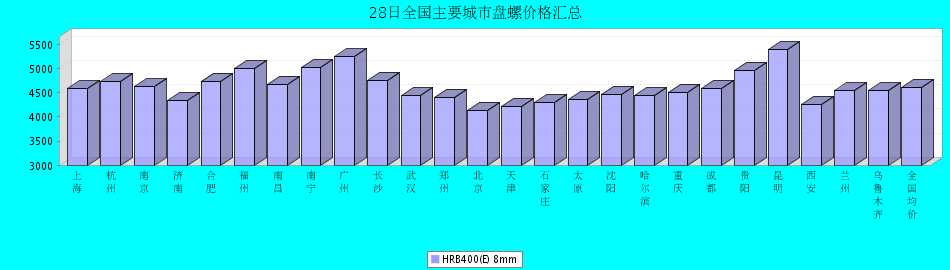 28日全国主要城市盘螺价格汇总
5500
5000
4500
4000
3500
3000
上海
杭州
南京
济南
合肥
福州
南昌
南宁
广州
长沙
武汉
郑州
北京
天津
石家庄
太原
沈阳
哈尔滨
重庆
成都
贵阳
昆明
西安
兰州
乌鲁木齐
全国均价
HRB400(E) 8mm